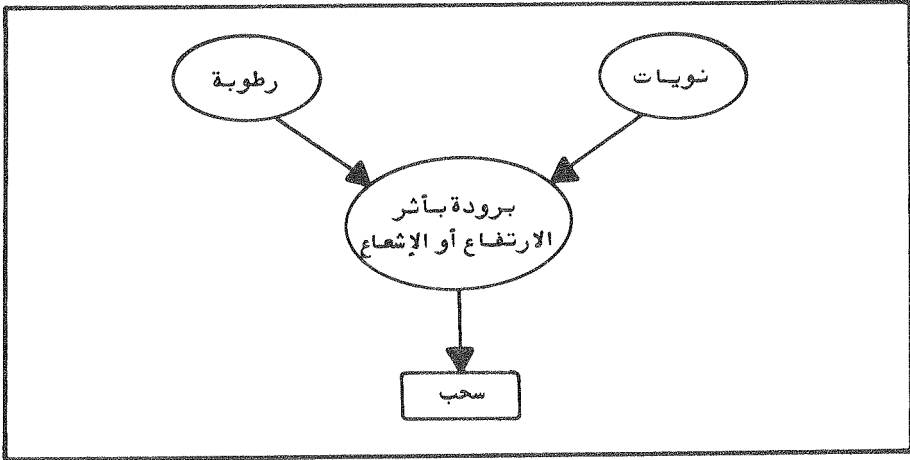 نويات
رطوبة
برودة بأثر
الارتفاع أو الإشعاع
سحب